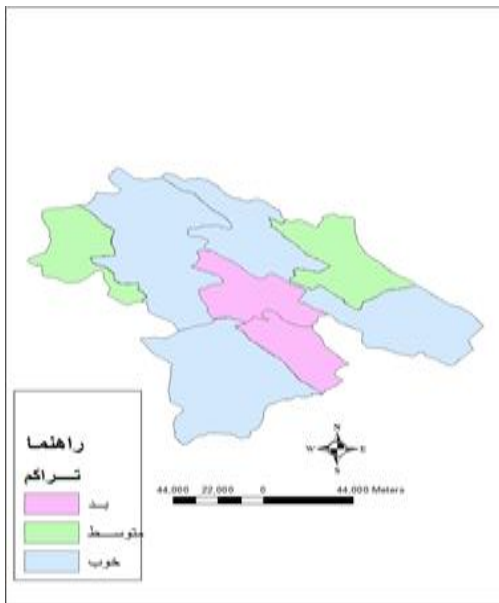 N
W E
S
44,000 22,000 0 44,000 Meters
راهنما
تراکم
بد
متوسط
خوب